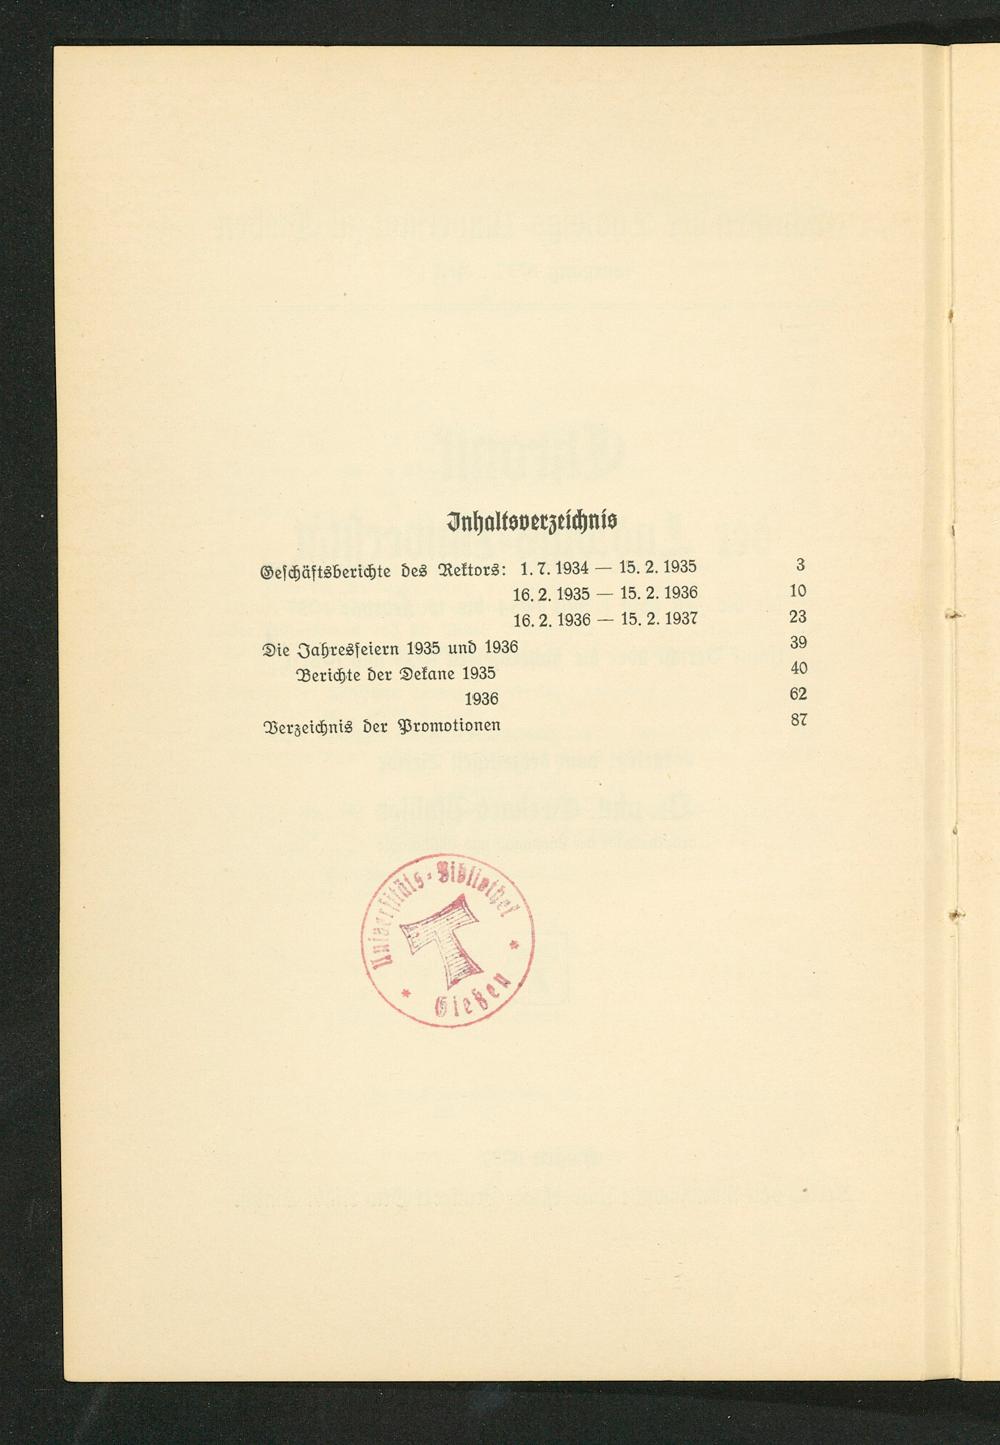 Inhaltsverzeichnis
Geschäftsberichte des Rektors: 1. 7. 1934 — 15. 2. 1935 3
16. 2. 1935 — 15. 2. 1936 10
16. 2. 1936 — 15. 2. 1937 23
Die Jahresfeiern 1935 und 1936 39
Berichte der Dekane 1935 40
1936 62
Verzeichnis der Promotionen 87
Universitäts-Bibliothek
Gießen